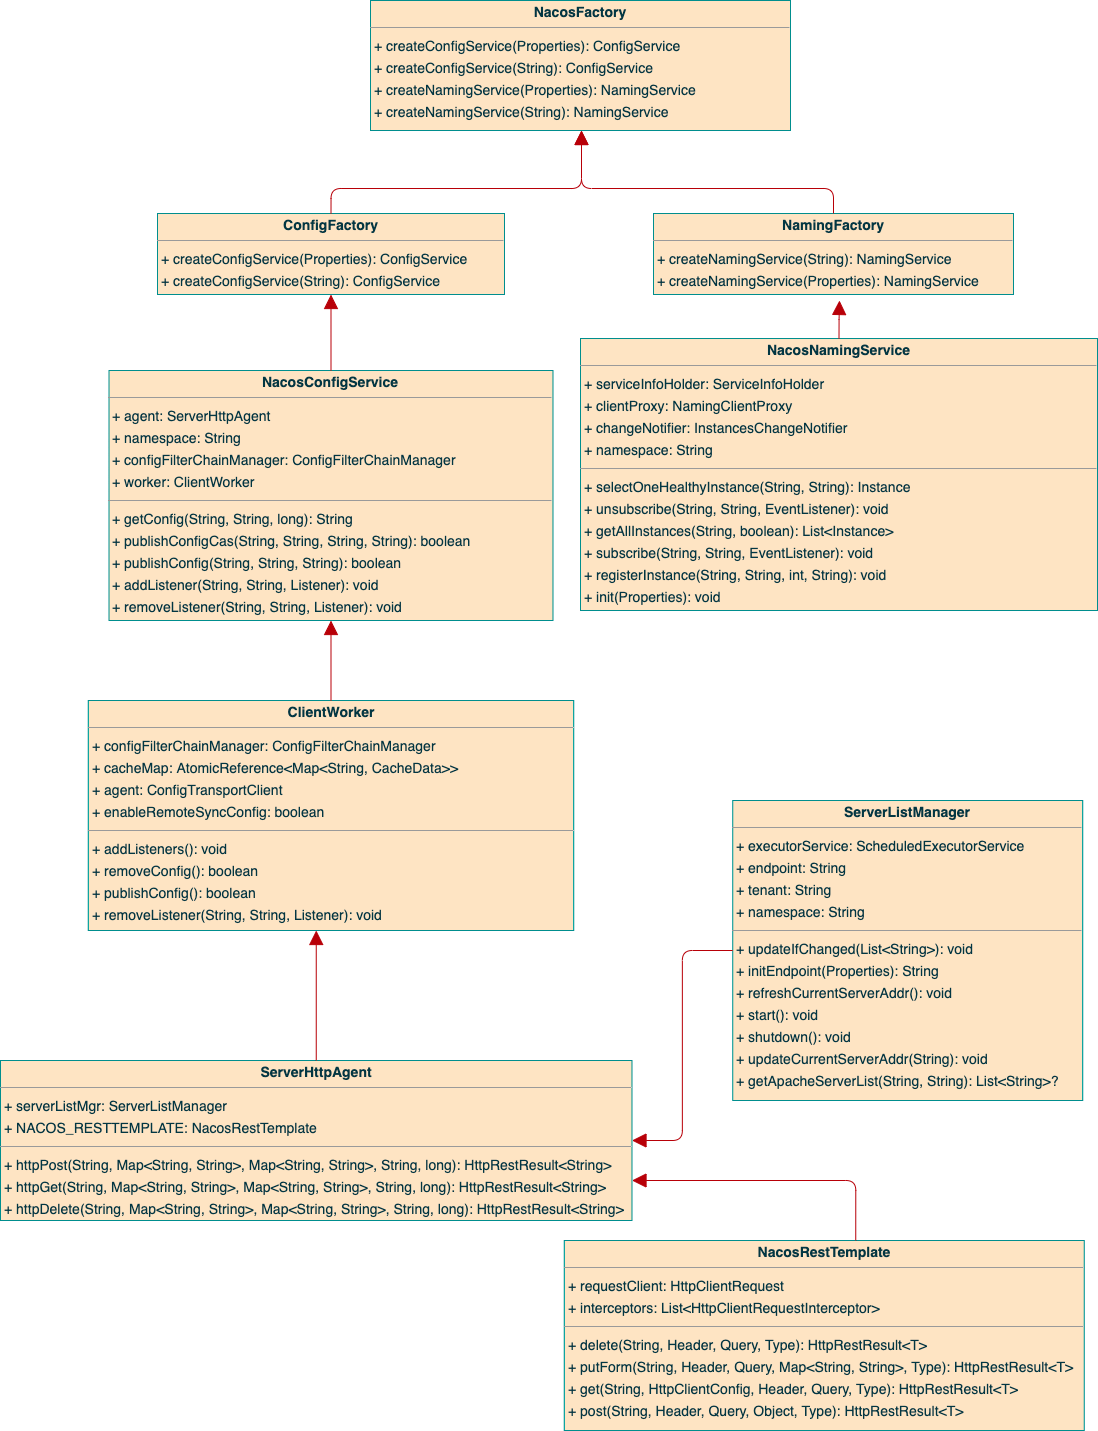 NacosFactory
+ createConfigService(Properties): ConfigService
+ createConfigService(String): ConfigService
+ createNamingService(Properties): NamingService
+ createNamingService(String): NamingService
ConfigFactory
+ createConfigService(Properties): ConfigService
+ createConfigService(String): ConfigService
NamingFactory
+ createNamingService(String): NamingService
+ createNamingService(Properties): NamingService
NacosConfigService
+ agent: ServerHttpAgent
+ namespace: String
+ configFilterChainManager: ConfigFilterChainManager
+ worker: ClientWorker
+ getConfig(String, String, long): String
+ publishConfigCas(String, String, String, String): boolean
+ publishConfig(String, String, String): boolean
+ addListener(String, String, Listener): void
+ removeListener(String, String, Listener): void
NacosNamingService
+ serviceInfoHolder: ServiceInfoHolder
+ clientProxy: NamingClientProxy
+ changeNotifier: InstancesChangeNotifier
+ namespace: String
+ selectOneHealthyInstance(String, String): Instance
+ unsubscribe(String, String, EventListener): void
+ getAllInstances(String, boolean): List<Instance>
+ subscribe(String, String, EventListener): void
+ registerInstance(String, String, int, String): void
+ init(Properties): void
ClientWorker
+ configFilterChainManager: ConfigFilterChainManager
+ cacheMap: AtomicReference<Map<String, CacheData>>
+ agent: ConfigTransportClient
+ enableRemoteSyncConfig: boolean
+ addListeners(): void
+ removeConfig(): boolean
+ publishConfig(): boolean
+ removeListener(String, String, Listener): void
ServerListManager
+ executorService: ScheduledExecutorService
+ endpoint: String
+ tenant: String
+ namespace: String
+ updateIfChanged(List<String>): void
+ initEndpoint(Properties): String
+ refreshCurrentServerAddr(): void
+ start(): void
+ shutdown(): void
+ updateCurrentServerAddr(String): void
+ getApacheServerList(String, String): List<String>?
ServerHttpAgent
+ serverListMgr: ServerListManager
+ NACOS_RESTTEMPLATE: NacosRestTemplate
+ httpPost(String, Map<String, String>, Map<String, String>, String, long): HttpRestResult<String>
+ httpGet(String, Map<String, String>, Map<String, String>, String, long): HttpRestResult<String>
+ httpDelete(String, Map<String, String>, Map<String, String>, String, long): HttpRestResult<String>
NacosRestTemplate
+ requestClient: HttpClientRequest
+ interceptors: List<HttpClientRequestInterceptor>
+ delete(String, Header, Query, Type): HttpRestResult<T>
+ putForm(String, Header, Query, Map<String, String>, Type): HttpRestResult<T>
+ get(String, HttpClientConfig, Header, Query, Type): HttpRestResult<T>
+ post(String, Header, Query, Object, Type): HttpRestResult<T>